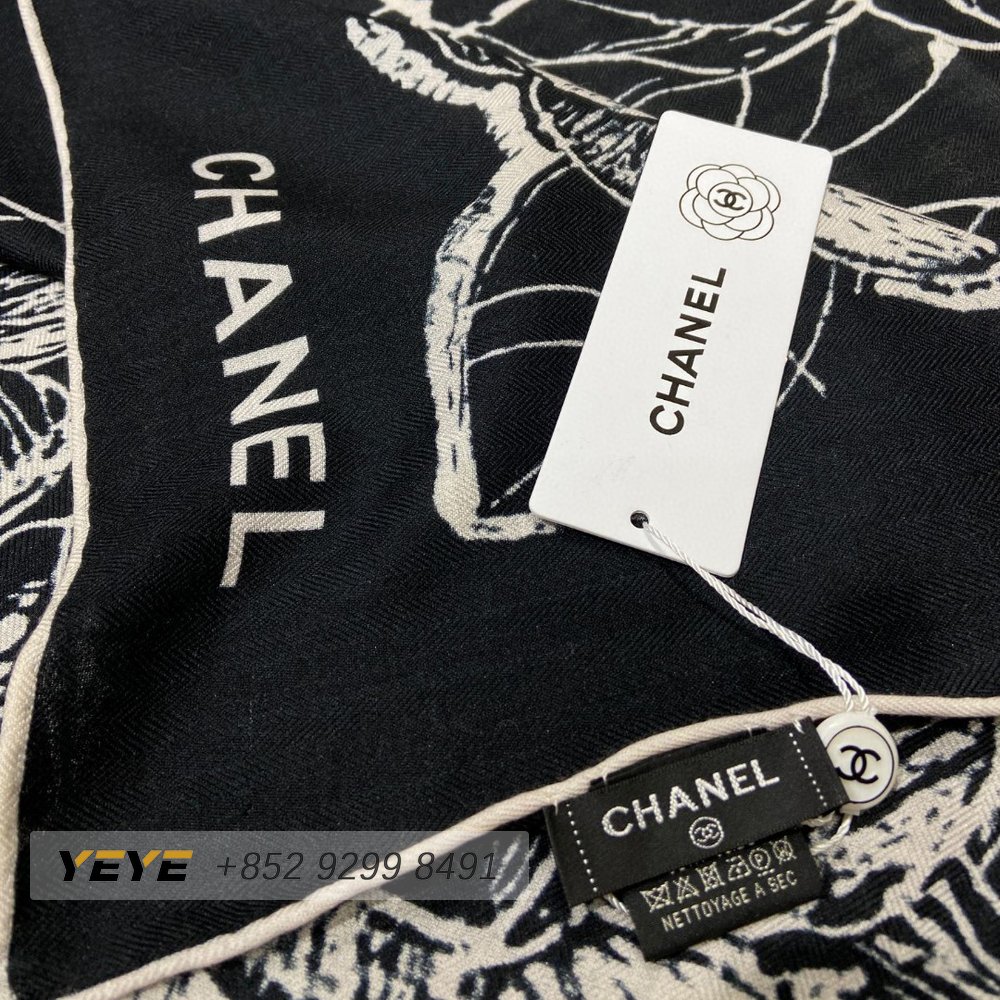 CHANEL
CHANEL
CHANEL
NETTOYAGE A SEC
YEYE +852 9299 8491